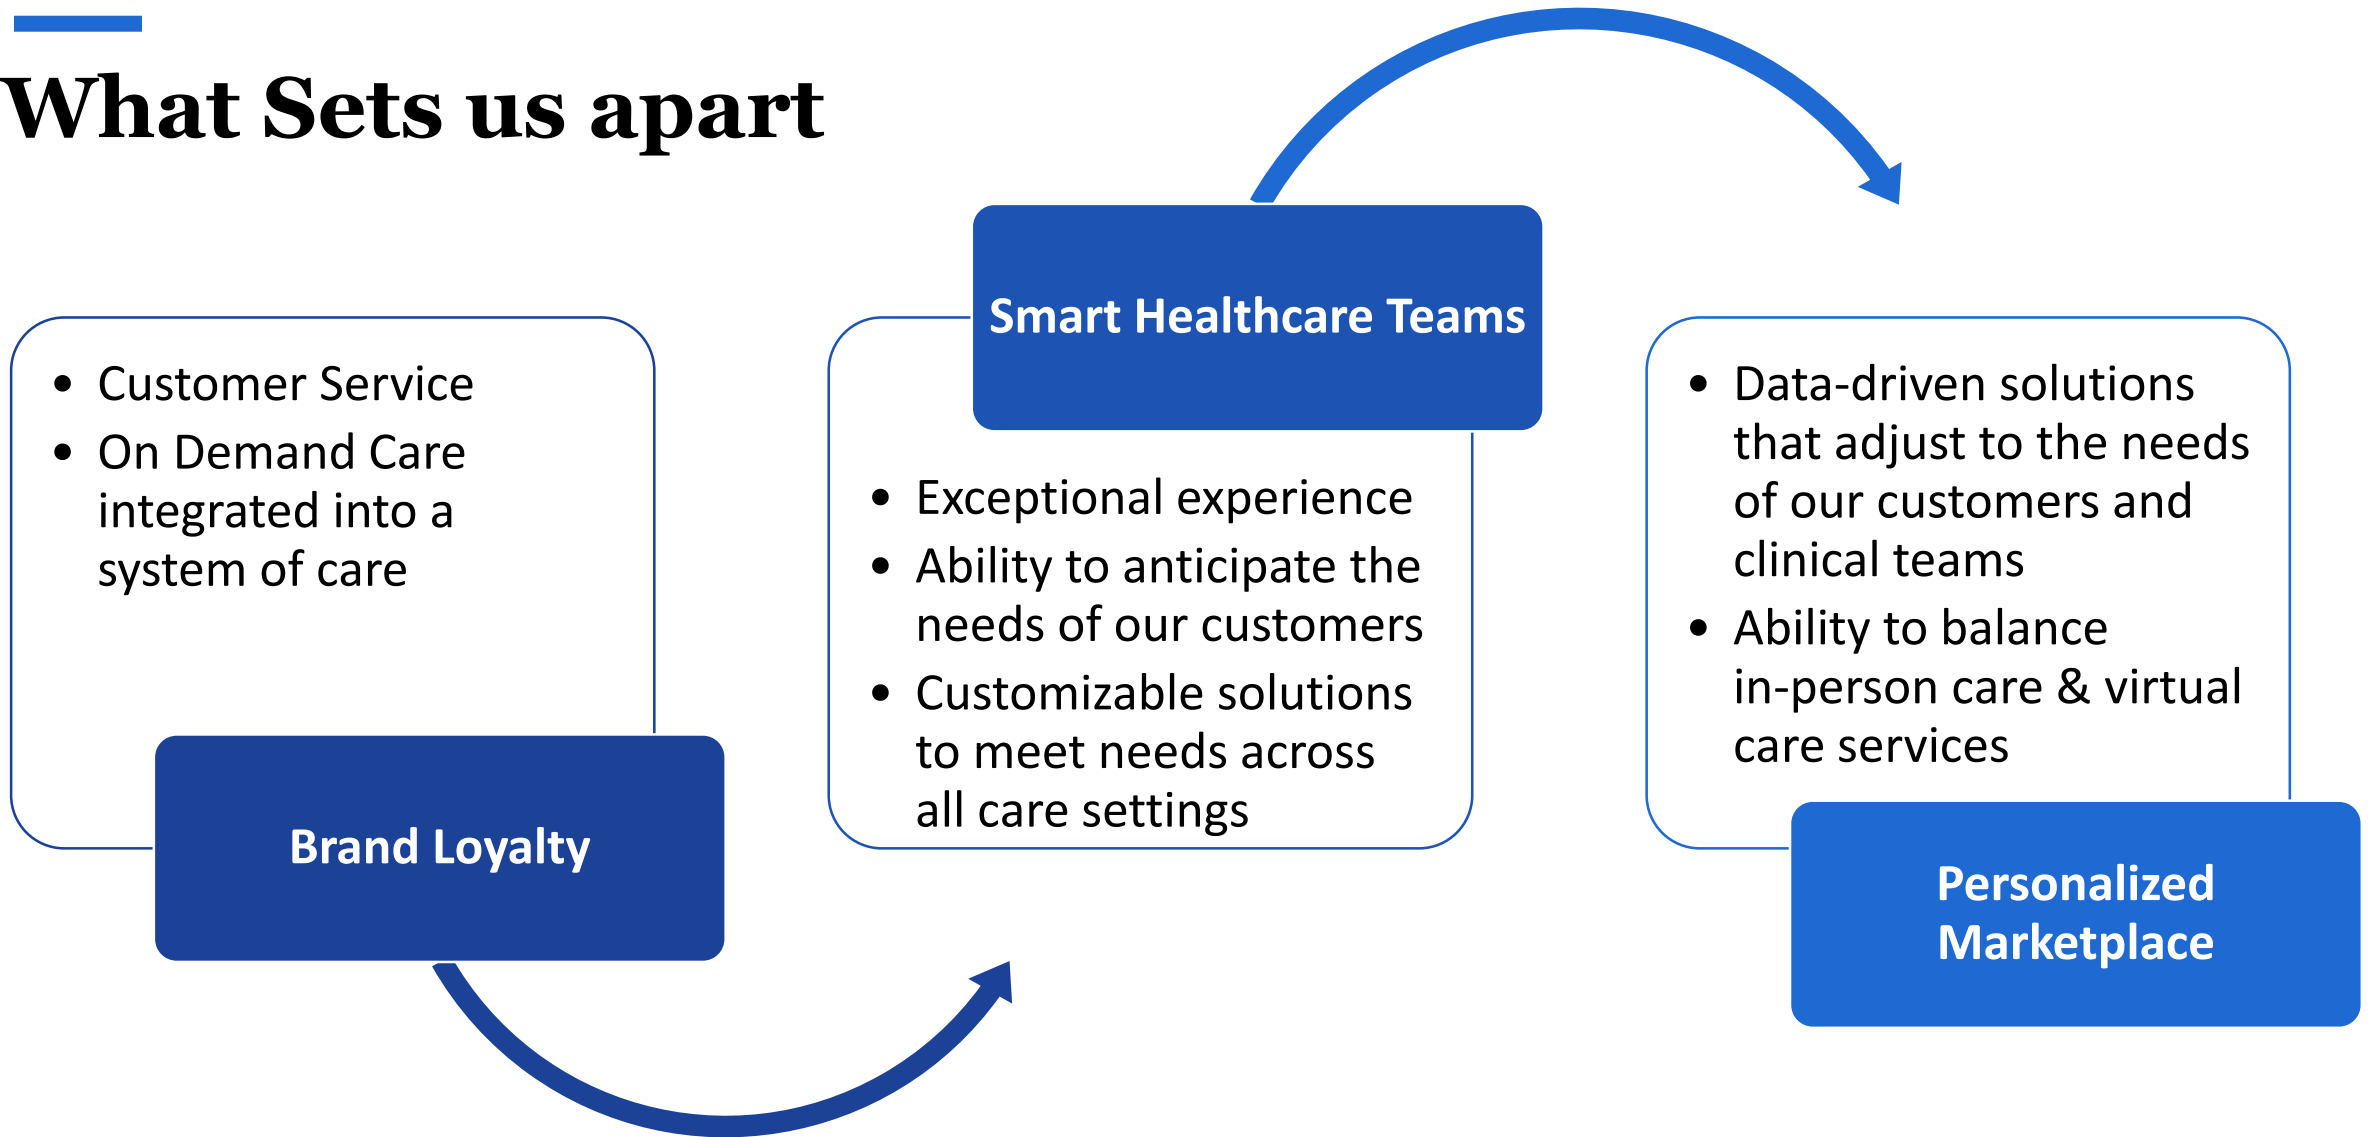 What Sets us apart
• Customer Service
• On Demand Care
integrated into a
system of care
Brand Loyalty
Smart Healthcare Teams
• Exceptional experience
• Ability to anticipate the
needs of our customers
• Customizable solutions
to meet needs across
all care settings
• Data-driven solutions
that adjust to the needs
of our customers and
clinical teams
• Ability to balance
in-person care & virtual
care services
Personalized
Marketplace